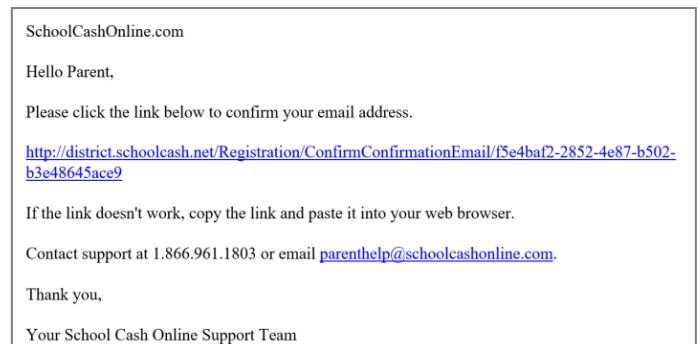 SchoolCashOnline.com
Hello Parent,
Please click the link below to confirm your email address.
http://district.schoolcash.net/Registration/ConfirmConfirmationEmail/f5e4baf2-2852-4e87-b502-
b3e48645ace9
If the link doesn't work, copy the link and paste it into your web browser.
Contact support at 1.866.961.1803 or email parenthelp@schoolcashonline.com.
Thank you,
Your School Cash Online Support Team